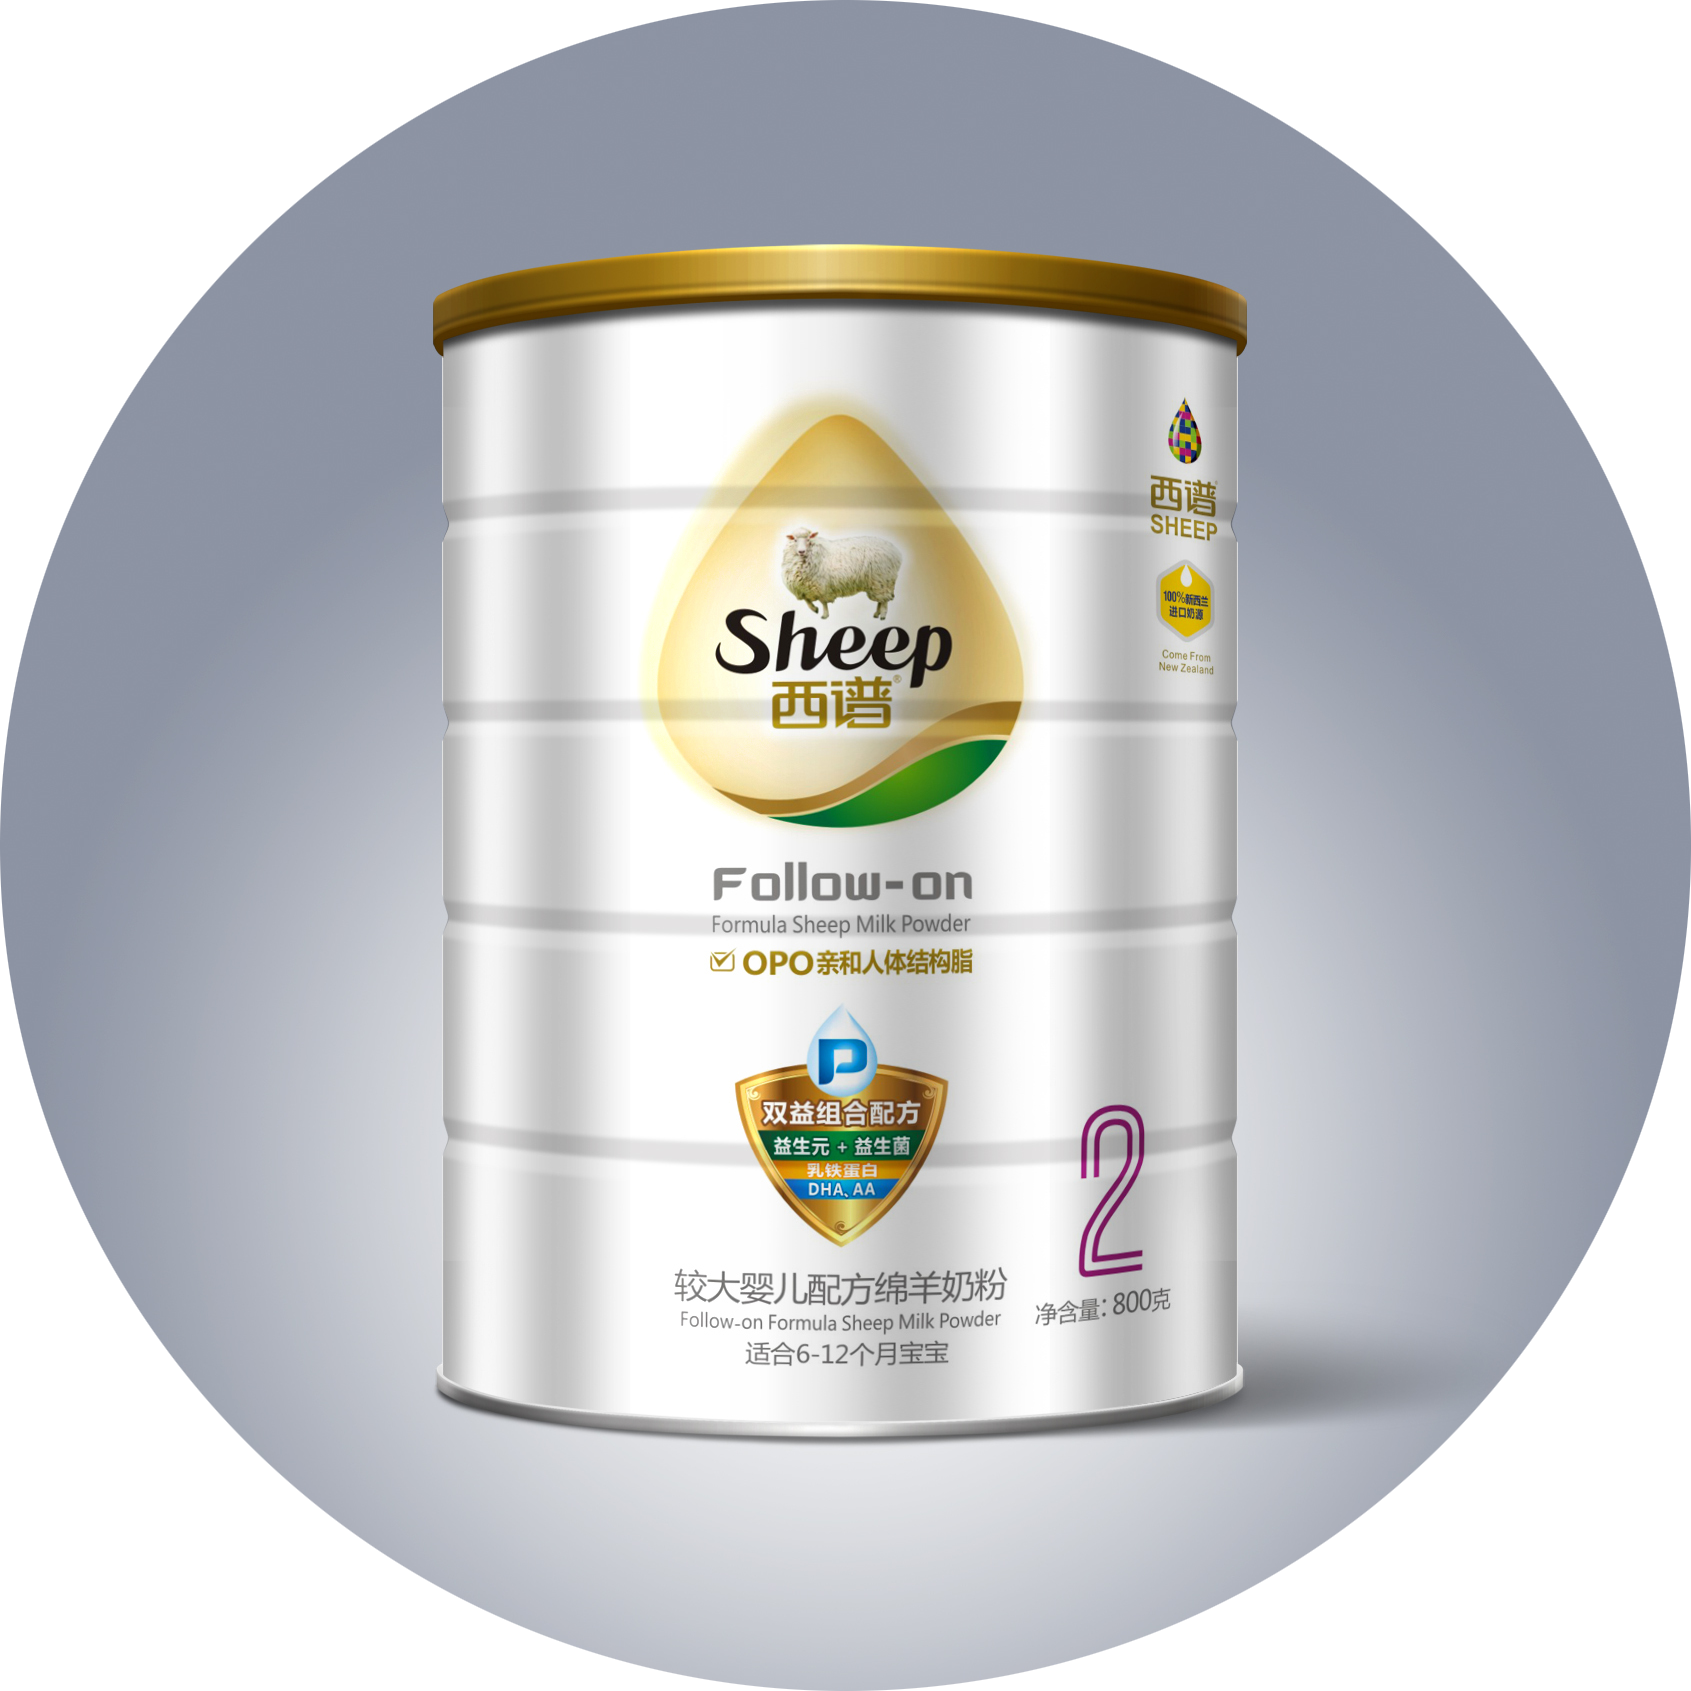 Sheep
西谱®
Follow-on
Formula Sheep Milk Powder
OPO亲和人体结构脂
P
双益组合配方
益生元 + 益生菌
乳铁蛋白
DHA、AA
较大婴儿配方绵羊奶粉
Follow-on Formula Sheep Milk Powder
适合6-12个月宝宝
西谱
SHEEP
100%新西兰
进口奶源
Come From
New Zealand
2
净含量：800克